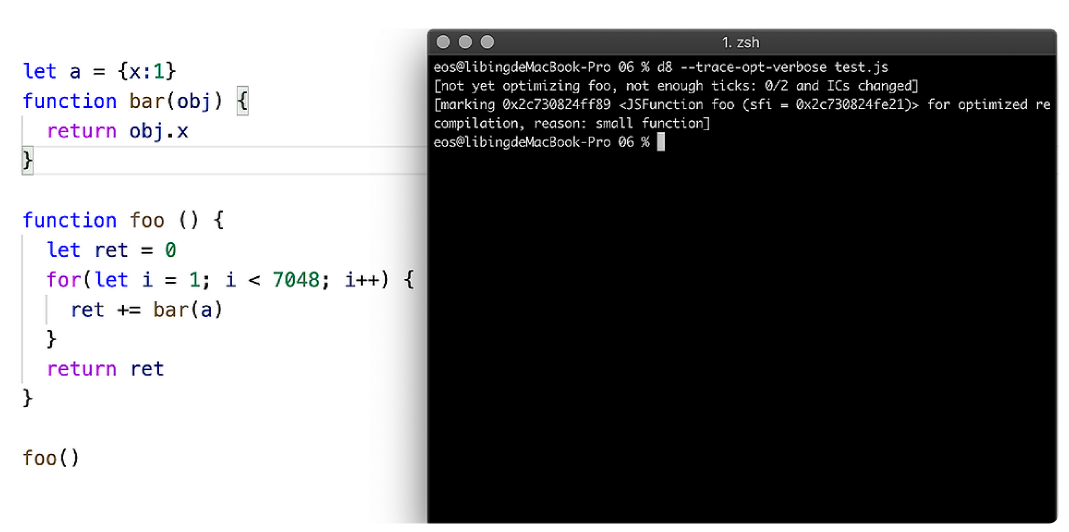 let a = {x:1}
function bar(obj) {
  return obj.x
}
function foo () {
  let ret = 0
  for(let i = 1; i < 7048; i++) {
    ret += bar(a)
  }
  return ret
}
foo()
1. zsh
eos@libingdeMacBook-Pro 06 % d8 --trace-opt-verbose test.js
[not yet optimizing foo, not enough ticks: 0/2 and ICs changed]
[marking 0x2c730824ff89 <JSFunction foo (sfi = 0x2c730824fe21)> for optimized re
compilation, reason: small function]
eos@libingdeMacBook-Pro 06 %